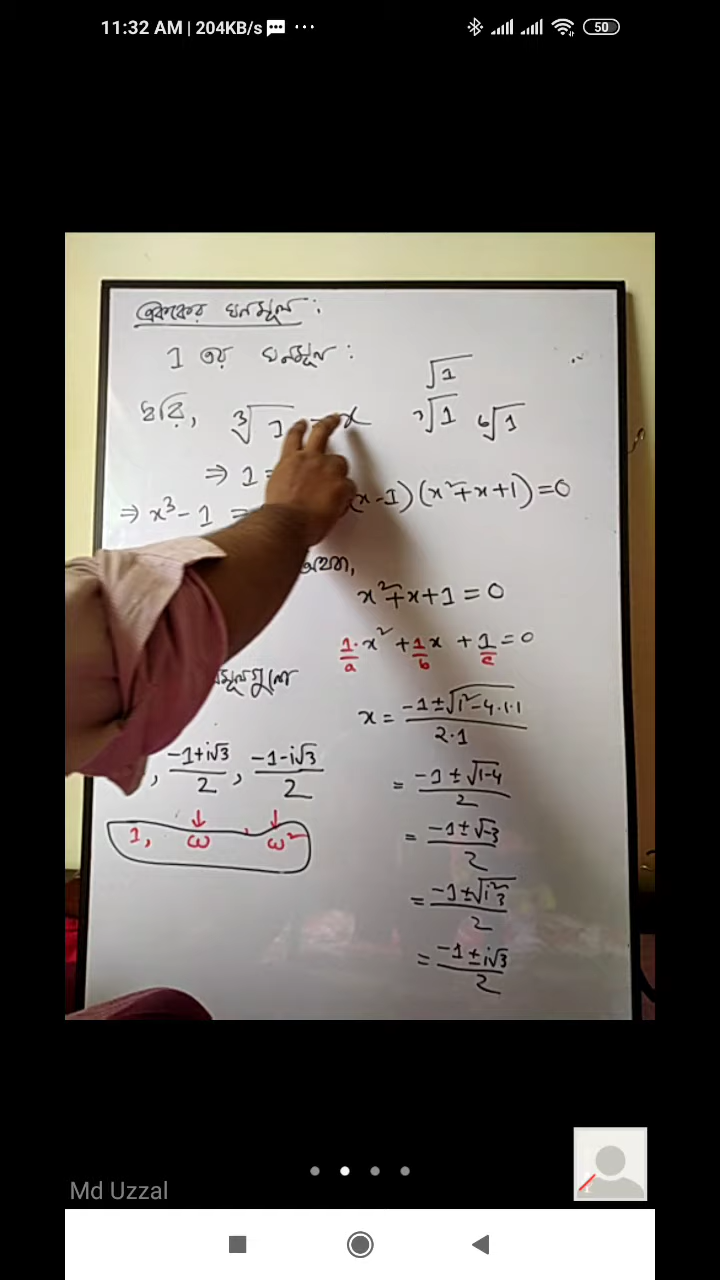 11:32 AM | 204KB/s ...
50
এককের ঘনমূল :
1 এর ঘনমূল :
√1
ধরি, ∛1 = x
√1 ⁶√1
⇒ 1 =
⇒ x³ - 1 =
(x-1)(x²+x+1)=0
অথবা,
x²+x+1=0
1/a·x² + 1/b x + 1/c = 0
মূলগুলো
x = (-1±√(1²-4·1·1))/(2·1)
, (-1+i√3)/2, (-1-i√3)/2
= (-1±√(1-4))/2
1, ω, ω²
= (-1±√-3)/2
= (-1±√(i²3))/2
= (-1±i√3)/2
Md Uzzal